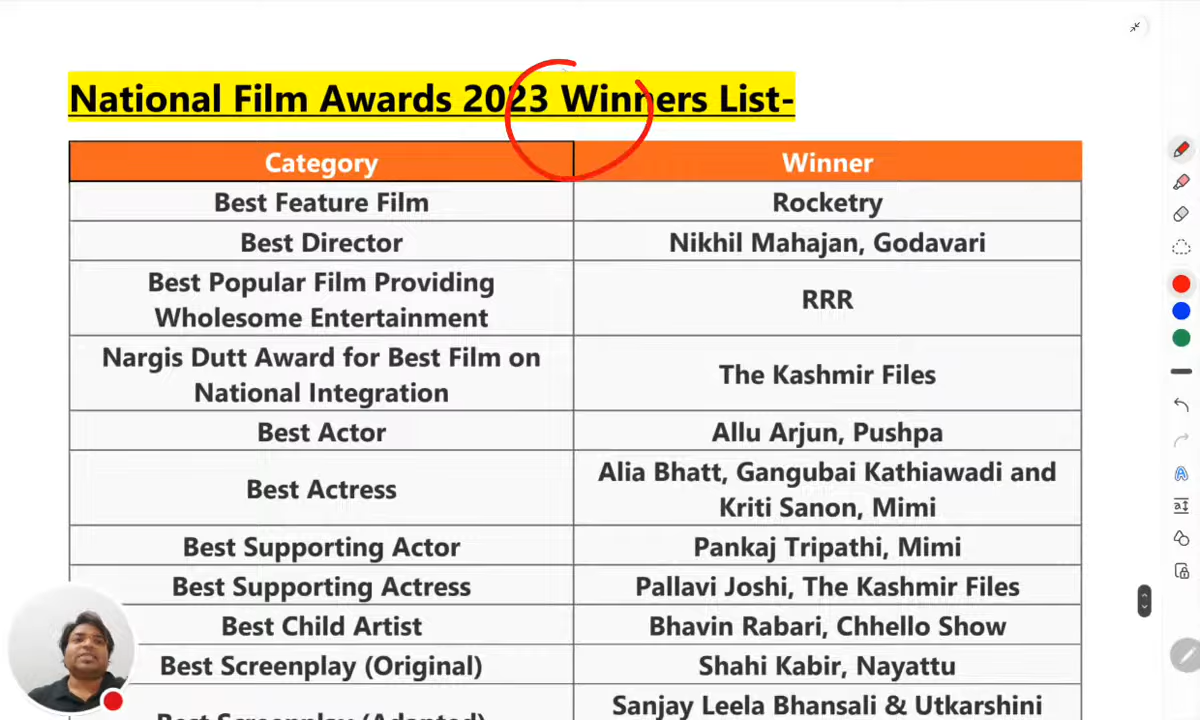 National Film Awards 2023 Winners List-
Category Winner
Best Feature Film Rocketry
Best Director Nikhil Mahajan, Godavari
Best Popular Film Providing
Wholesome Entertainment
RRR
Nargis Dutt Award for Best Film on
National Integration
The Kashmir Files
Best Actor Allu Arjun, Pushpa
Best Actress
Alia Bhatt, Gangubai Kathiawadi and
Kriti Sanon, Mimi
Best Supporting Actor Pankaj Tripathi, Mimi
Best Supporting Actress Pallavi Joshi, The Kashmir Files
Best Child Artist Bhavin Rabari, Chhello Show
Best Screenplay (Original) Shahi Kabir, Nayattu
Best Screenplay (Adapted)
Sanjay Leela Bhansali & Utkarshini